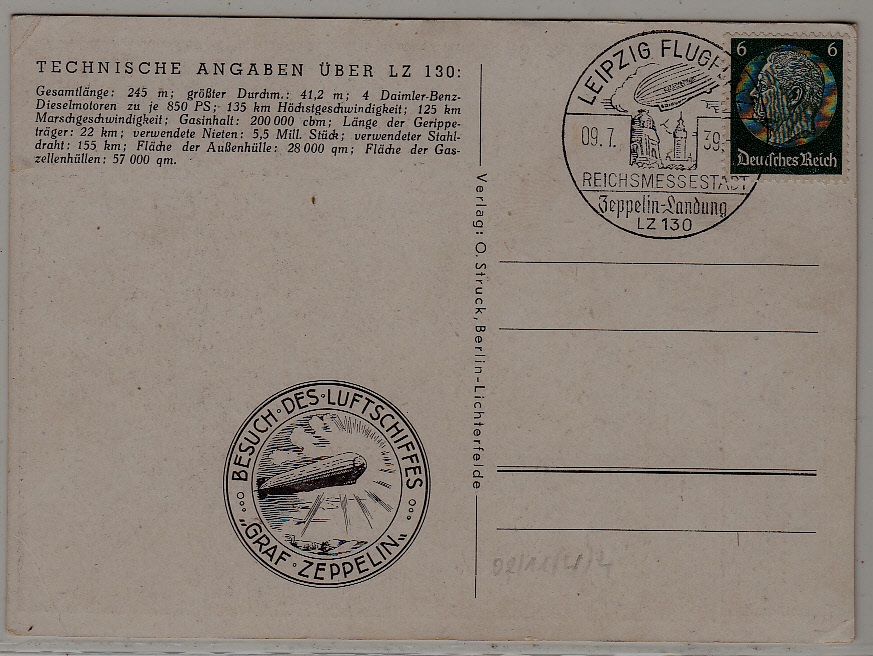 TECHNISCHE ANGABEN ÜBER LZ 130:
Gesamtlänge: 245 m; größter Durchm.: 41,2 m; 4 Daimler-Benz-
Dieselmotoren zu je 850 PS; 135 km Höchstgeschwindigkeit; 125 km
Marschgeschwindigkeit; Gasinhalt: 200 000 cbm; Länge der Gerippe-
träger: 22 km; verwendete Nieten: 5,5 Mill. Stück; verwendeter Stahl-
draht: 155 km; Fläche der Außenhülle: 28 000 qm; Fläche der Gas-
zellenhüllen: 57 000 qm.
LEIPZIG FLUGH
09. 7. 39.
REICHSMESSESTADT
Zeppelin-Landung
LZ 130
6 6
Deutsches Reich
Verlag: O. Struck, Berlin-Lichterfelde
BESUCH·DES·LUFTSCHIFFES
„GRAF·ZEPPELIN„